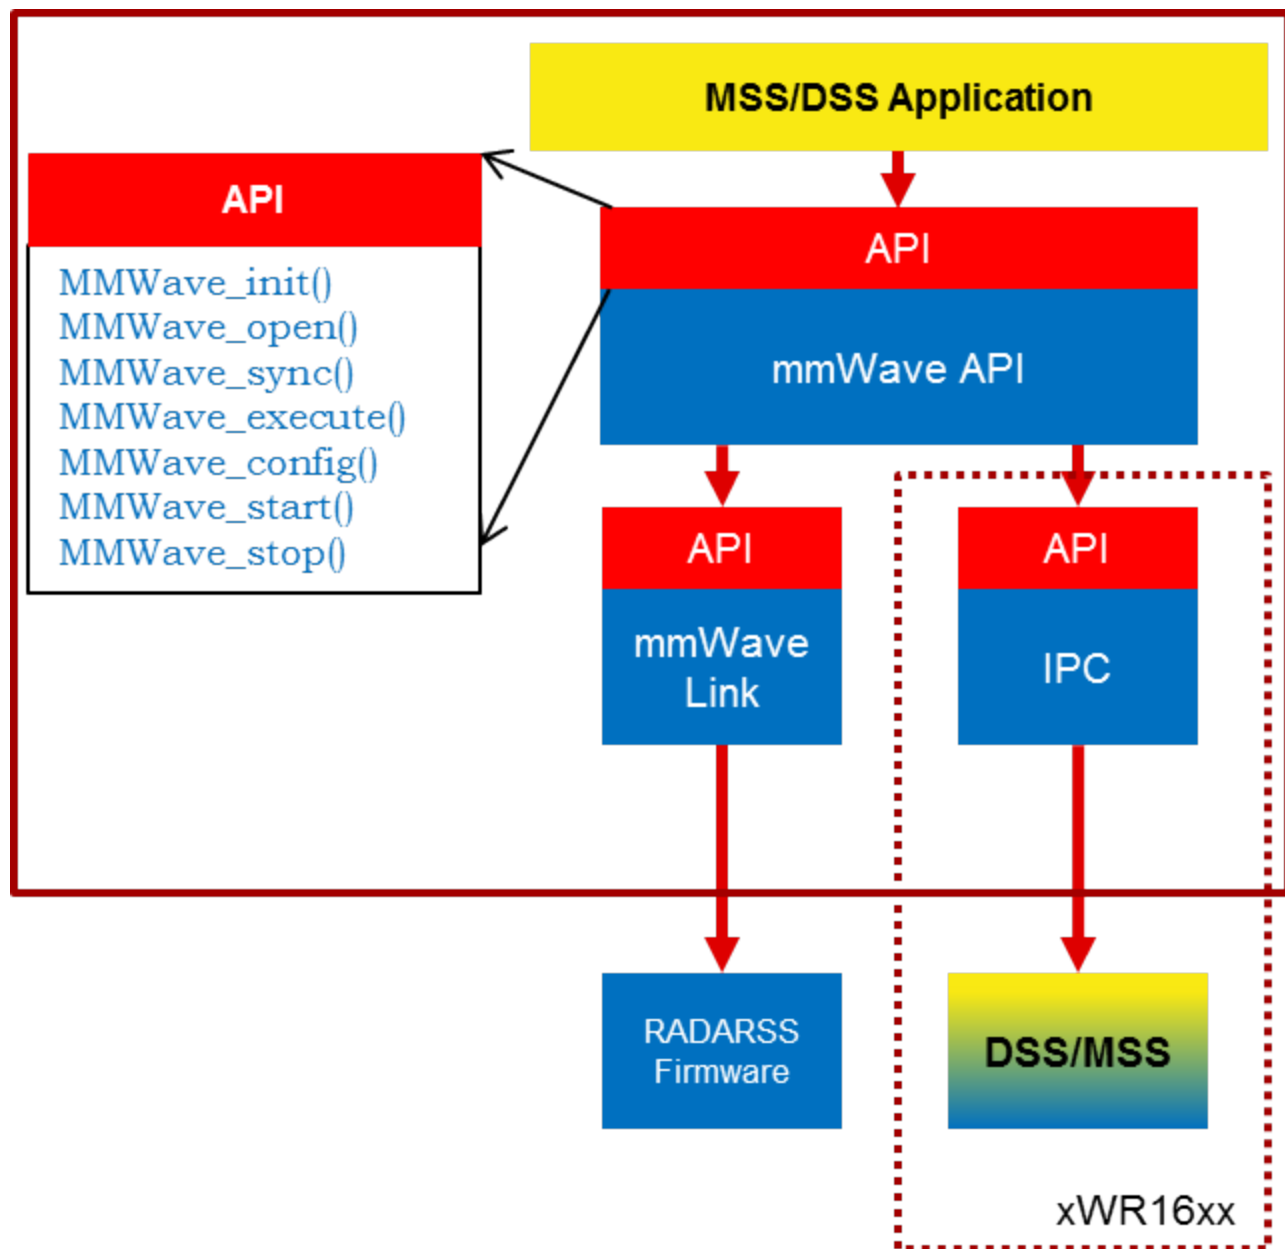 MSS/DSS Application
API
MMWave_init()
MMWave_open()
MMWave_sync()
MMWave_execute()
MMWave_config()
MMWave_start()
MMWave_stop()
API
mmWave API
API
mmWave
Link
API
IPC
RADARSS
Firmware
DSS/MSS
xWR16xx